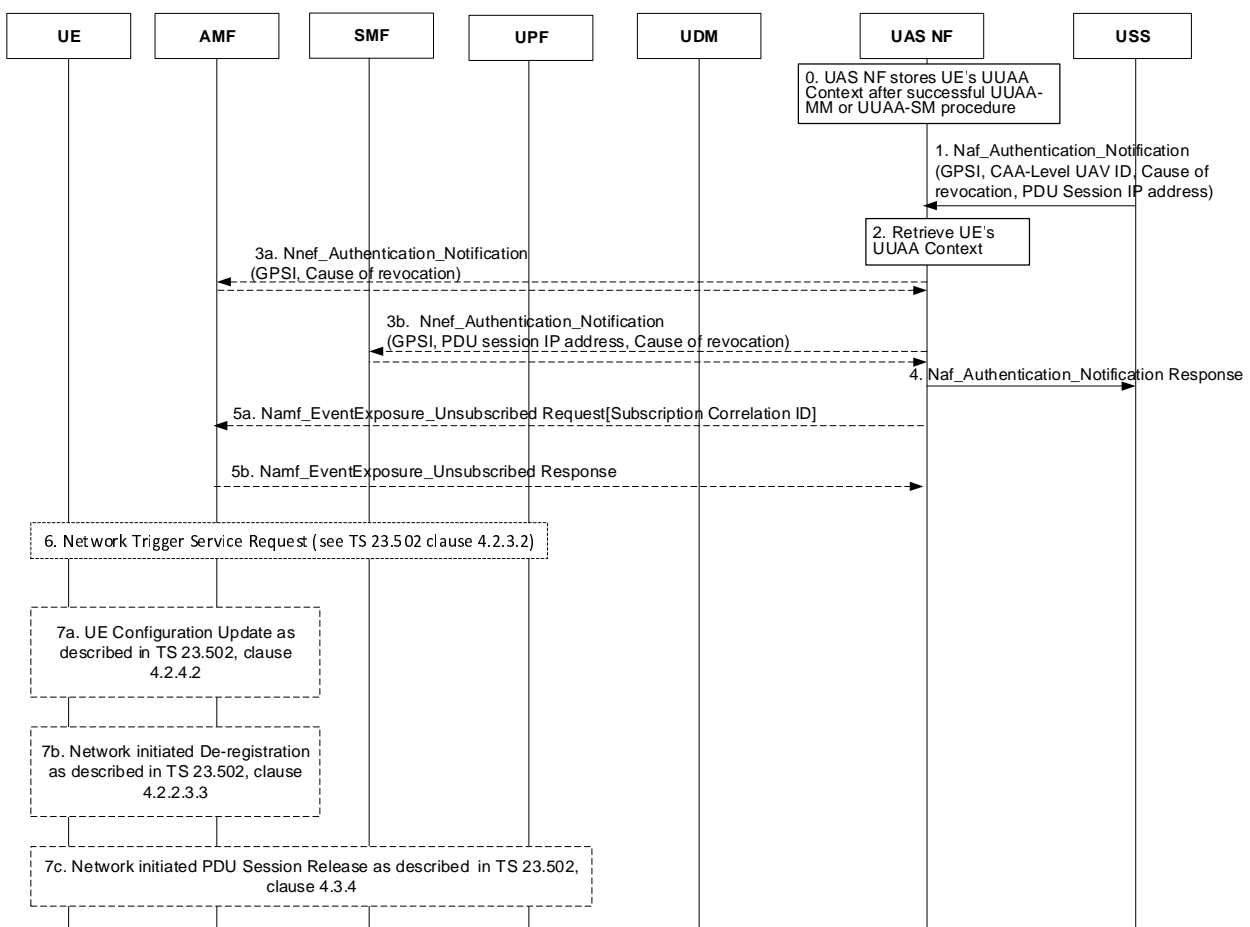 UE
AMF
SMF
UPF
UDM
UAS NF
USS
0. UAS NF stores UE's UUAA
Context after successful UUAA-
MM or UUAA-SM procedure
1. Naf_Authentication_Notification
(GPSI, CAA-Level UAV ID, Cause of
revocation, PDU Session IP address)
2. Retrieve UE's
UUAA Context
3a. Nnef_Authentication_Notification
(GPSI, Cause of revocation)
3b. Nnef_Authentication_Notification
(GPSI, PDU session IP address, Cause of revocation)
4. Naf_Authentication_Notification Response
5a. Namf_EventExposure_Unsubscribed Request[Subscription Correlation ID]
5b. Namf_EventExposure_Unsubscribed Response
6. Network Trigger Service Request (see TS 23.502 clause 4.2.3.2)
7a. UE Configuration Update as
described in TS 23.502, clause
4.2.4.2
7b. Network initiated De-registration
as described in TS 23.502, clause
4.2.2.3.3
7c. Network initiated PDU Session Release as described in TS 23.502,
clause 4.3.4